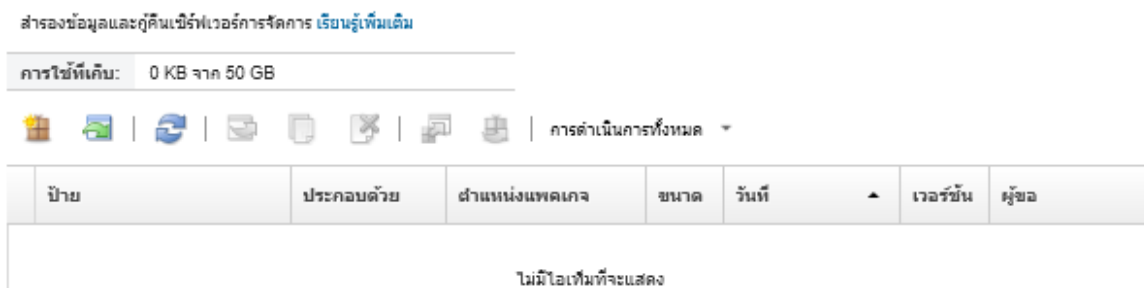 สำรองข้อมูลและกู้คืนเซิร์ฟเวอร์การจัดการ เรียนรู้เพิ่มเติม
การใช้ที่เก็บ: 0 KB จาก 50 GB
การดำเนินการทั้งหมด
ป้าย ประกอบด้วย ตำแหน่งแพคเกจ ขนาด วันที่ เวอร์ชั่น ผู้ขอ
ไม่มีไอเท็มที่จะแสดง